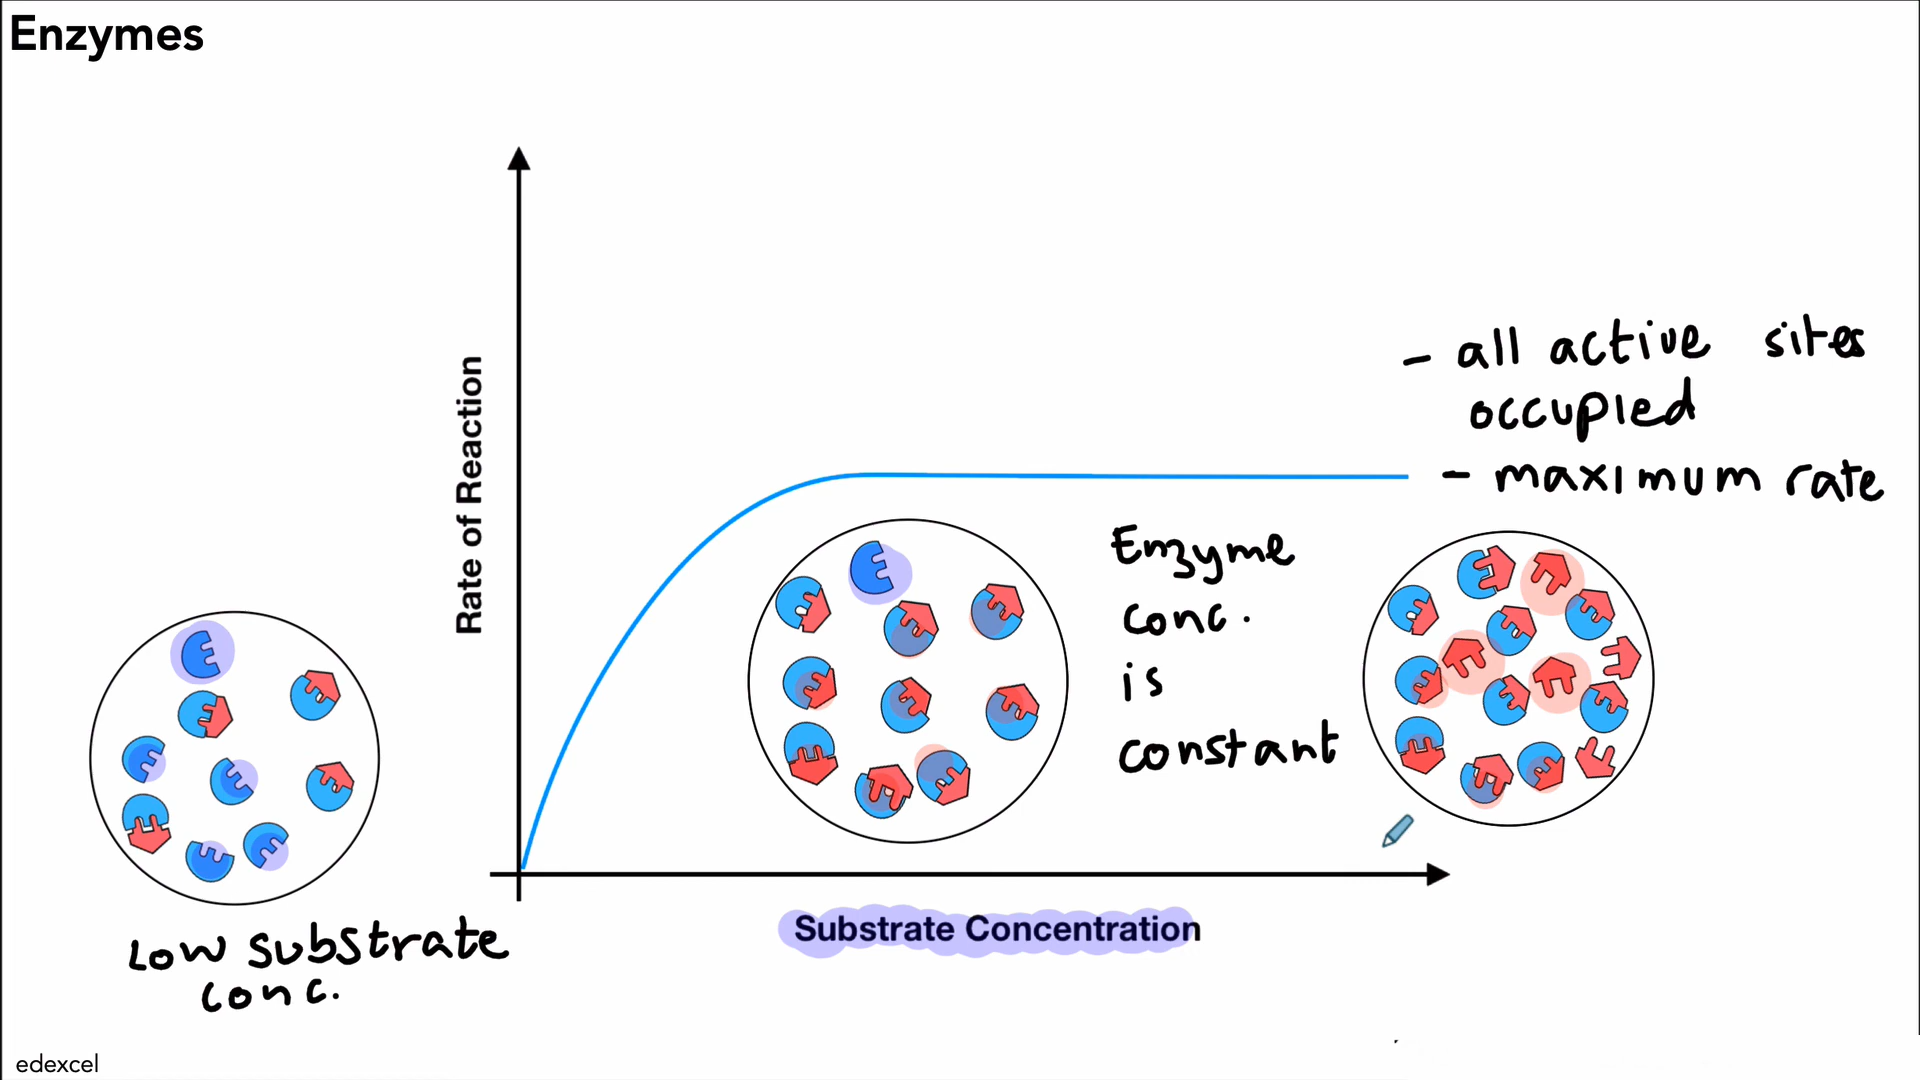 Enzymes
Rate of Reaction
- all active sites
occupied
- maximum rate
Enzyme
conc.
is
constant
Substrate Concentration
Low substrate
conc.
edexcel